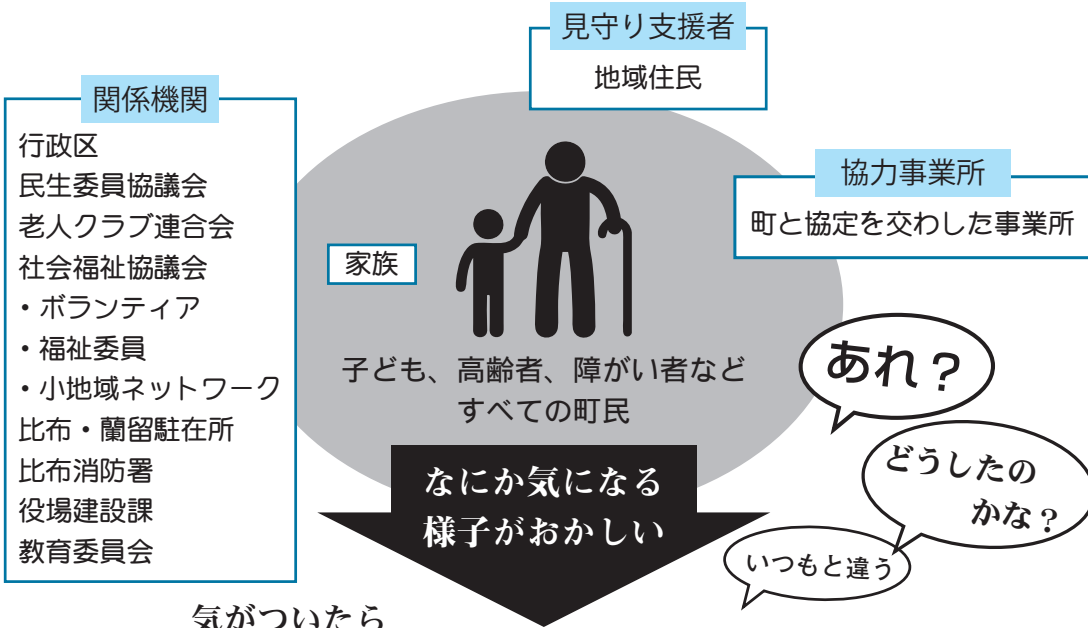 見守り支援者
地域住民
関係機関
行政区
民生委員協議会
老人クラブ連合会
社会福祉協議会
・ボランティア
・福祉委員
・小地域ネットワーク
比布・蘭留駐在所
比布消防署
役場建設課
教育委員会
協力事業所
町と協定を交わした事業所
家族
子ども、高齢者、障がい者など
すべての町民
あれ？
どうしたの
かな？
いつもと違う
なにか気になる
様子がおかしい
気がついたら